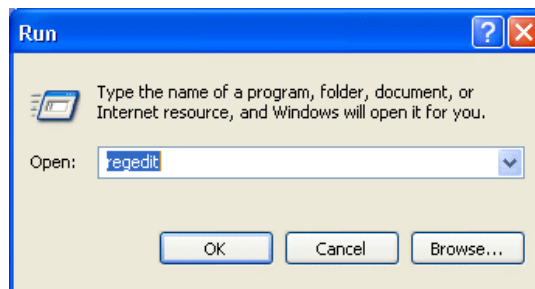 Run
Type the name of a program, folder, document, or
Internet resource, and Windows will open it for you.
Open: regedit
OK Cancel Browse...